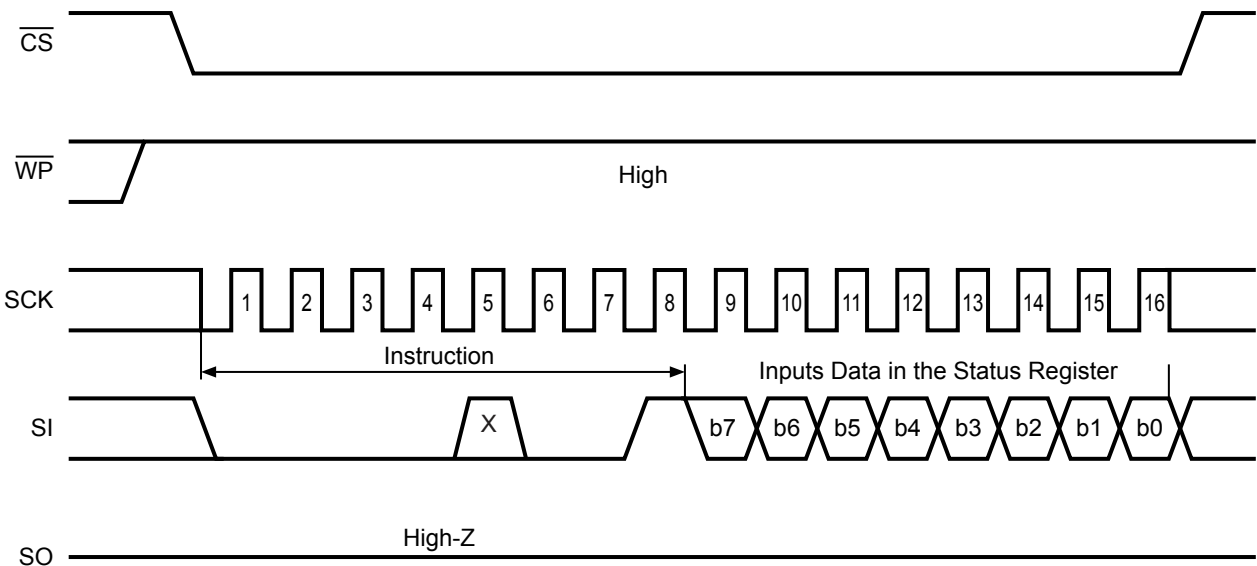 CS
WP
High
SCK
1 2 3 4 5 6 7 8 9 10 11 12 13 14 15 16
Instruction
Inputs Data in the Status Register
SI
X
b7 b6 b5 b4 b3 b2 b1 b0
High-Z
SO